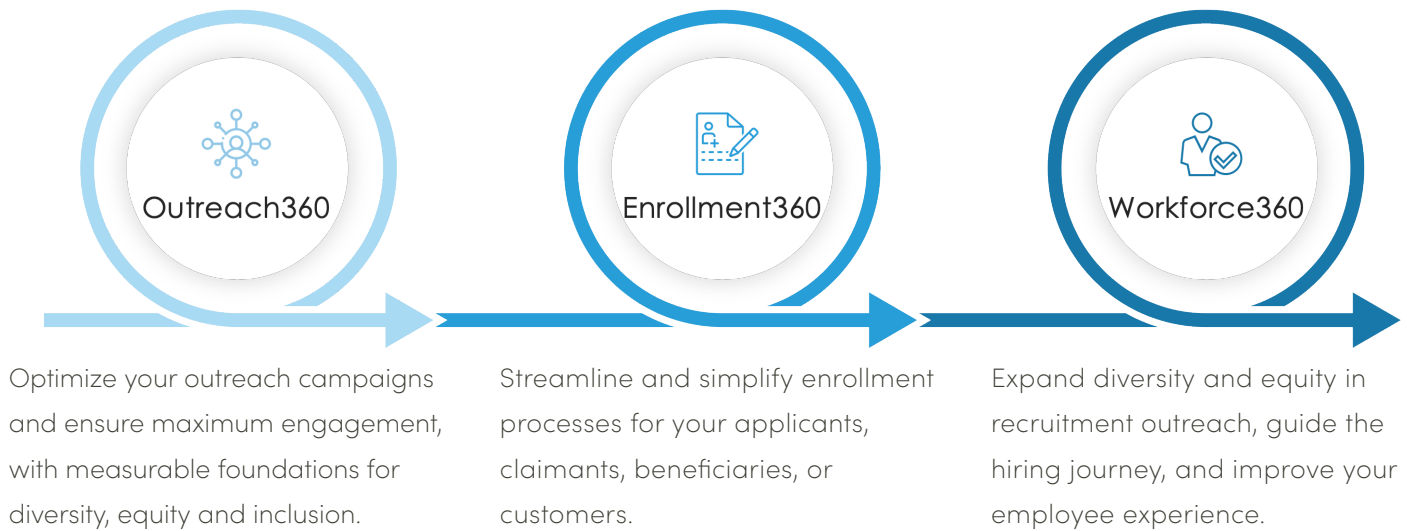 Outreach360
Enrollment360
Workforce360
Optimize your outreach campaigns
and ensure maximum engagement,
with measurable foundations for
diversity, equity and inclusion.
Streamline and simplify enrollment
processes for your applicants,
claimants, beneficiaries, or
customers.
Expand diversity and equity in
recruitment outreach, guide the
hiring journey, and improve your
employee experience.